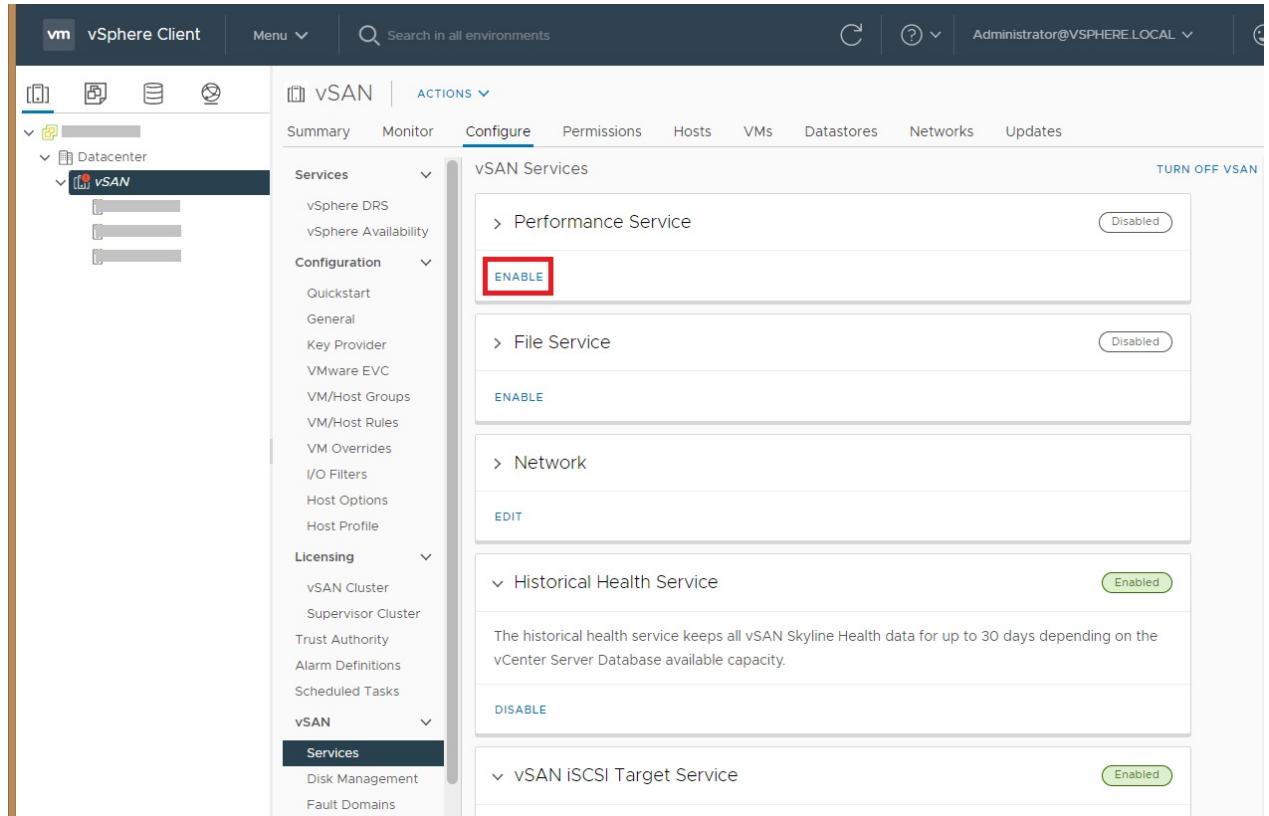 vm vSphere Client Menu Search in all environments ? Administrator@VSPHERE.LOCAL
vSAN ACTIONS
Summary Monitor Configure Permissions Hosts VMs Datastores Networks Updates
Datacenter
vSAN
Services
vSphere DRS
vSphere Availability
Configuration
Quickstart
General
Key Provider
VMware EVC
VM/Host Groups
VM/Host Rules
VM Overrides
I/O Filters
Host Options
Host Profile
Licensing
vSAN Cluster
Supervisor Cluster
Trust Authority
Alarm Definitions
Scheduled Tasks
vSAN
Services
Disk Management
Fault Domains
vSAN Services TURN OFF VSAN
Performance Service Disabled
ENABLE
File Service Disabled
ENABLE
Network
EDIT
Historical Health Service Enabled
The historical health service keeps all vSAN Skyline Health data for up to 30 days depending on the
vCenter Server Database available capacity.
DISABLE
vSAN iSCSI Target Service Enabled